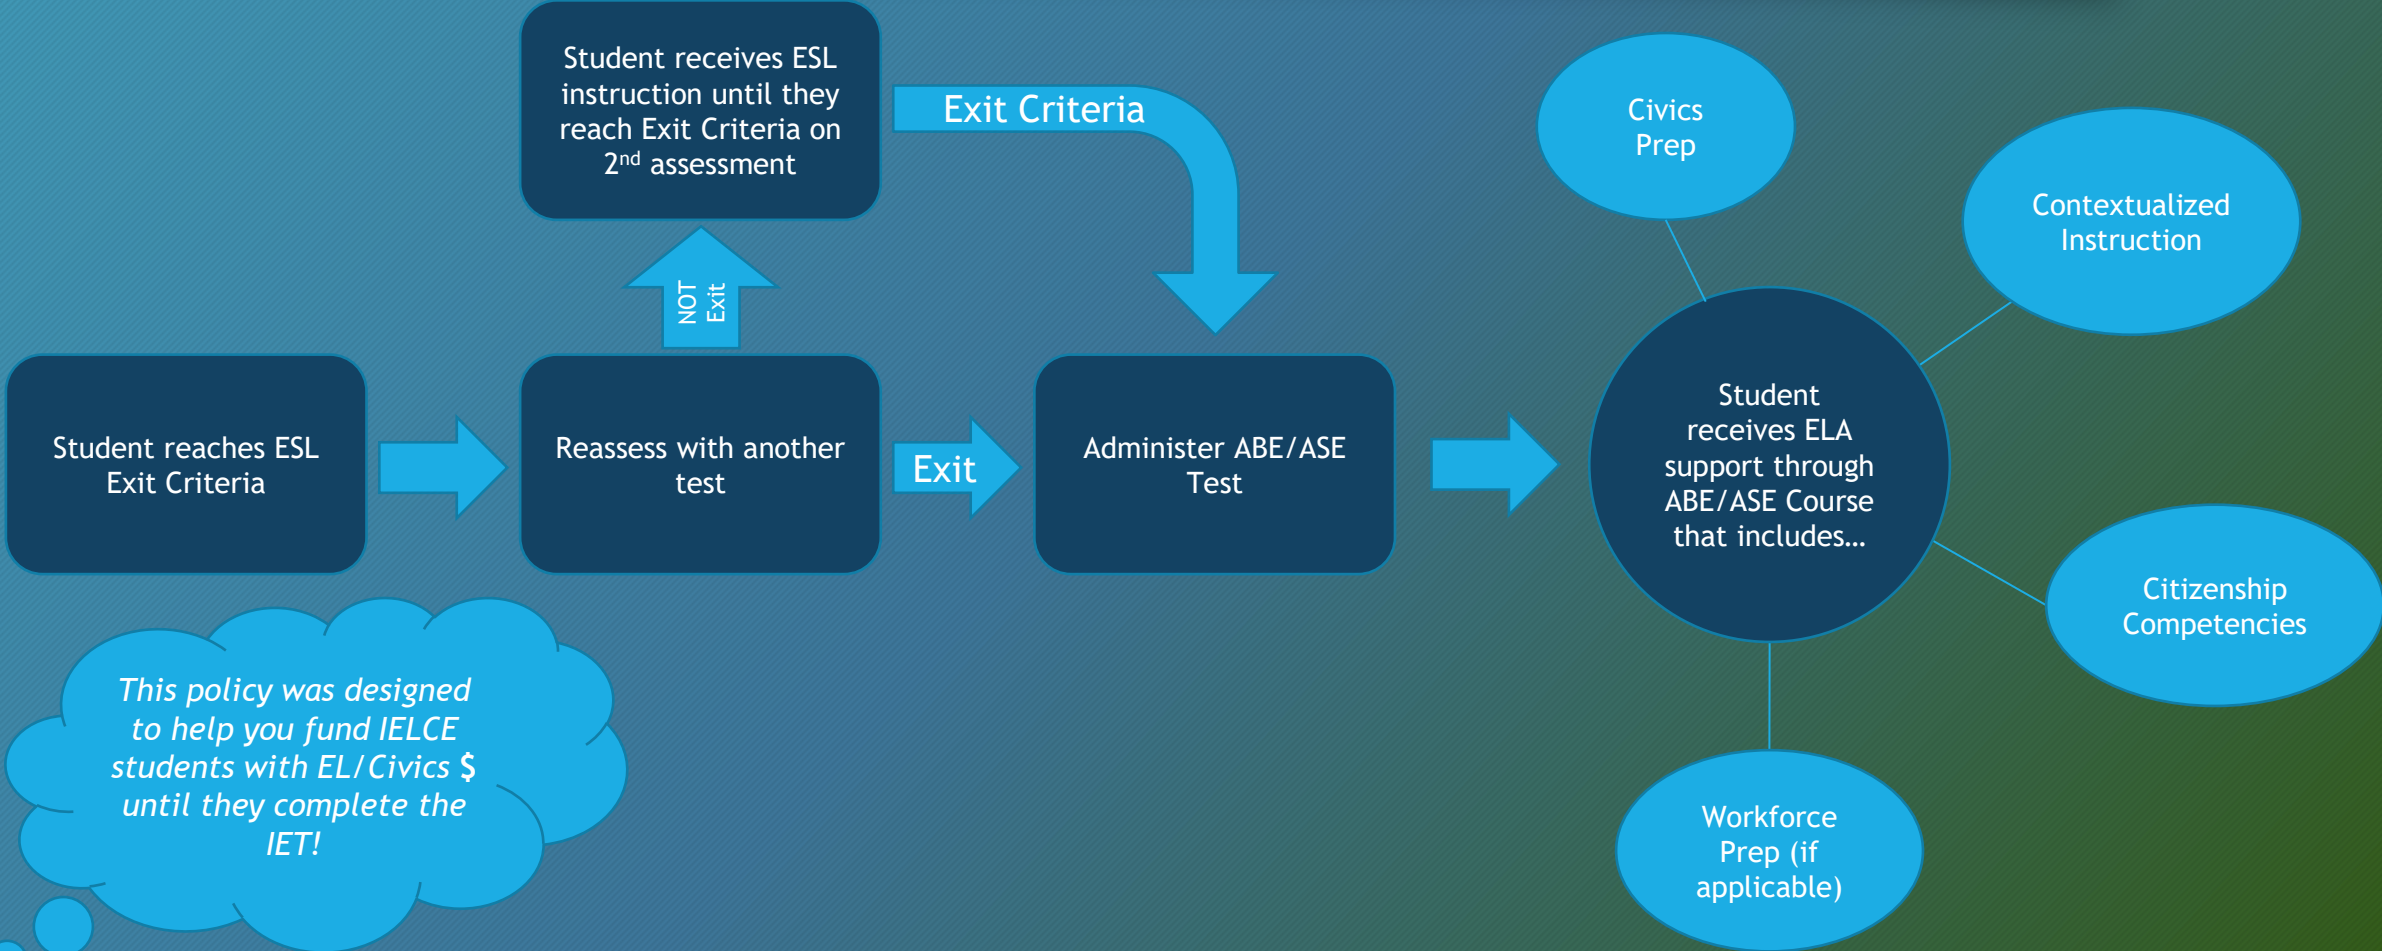 Student receives ESL
instruction until they
reach Exit Criteria on
2nd assessment
Exit Criteria
NOT
Exit
Student reaches ESL
Exit Criteria
Reassess with another
test
Exit
Administer ABE/ASE
Test
Student
receives ELA
support through
ABE/ASE Course
that includes…
Civics
Prep
Contextualized
Instruction
Citizenship
Competencies
Workforce
Prep (if
applicable)
This policy was designed
to help you fund IELCE
students with EL/Civics $
until they complete the
IET!